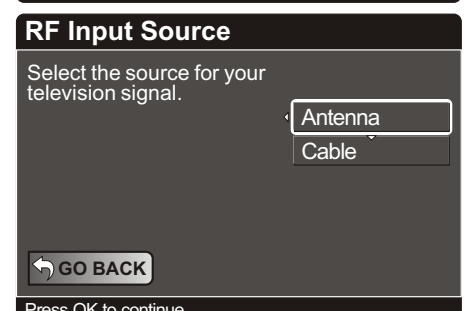 RF Input Source
Select the source for your
television signal.
Antenna
Cable
GO BACK
Press OK to continue